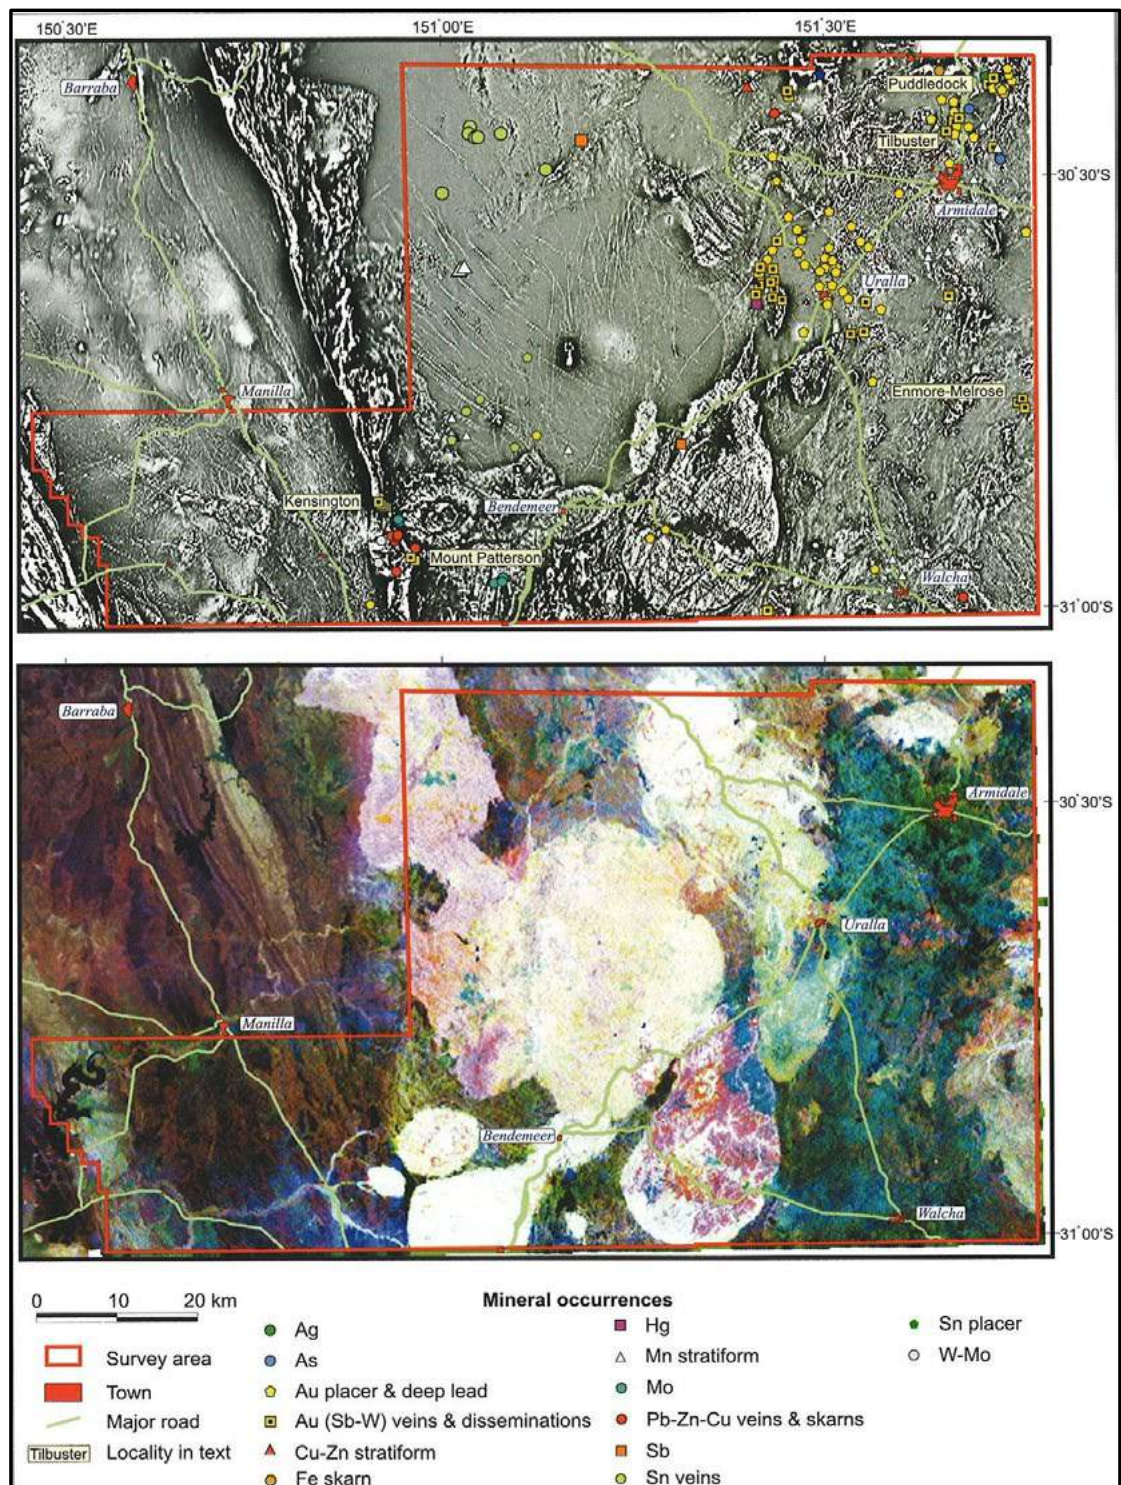 150°30'E
151°00'E
151°30'E
Barraba
Puddledock
Tilbuster
30°30'S
Armidale
Uralla
Manilla
Enmore-Melrose
Kensington
Bendemeer
Mount Patterson
Walcha
31°00'S
Barraba
Armidale
30°30'S
Uralla
Manilla
Bendemeer
Walcha
31°00'S
0 10 20 km
Mineral occurrences
Survey area
Town
Major road
Tilbuster Locality in text
Ag
As
Au placer & deep lead
Au (Sb-W) veins & disseminations
Cu-Zn stratiform
Fe skarn
Hg
Mn stratiform
Mo
Pb-Zn-Cu veins & skarns
Sb
Sn veins
Sn placer
W-Mo